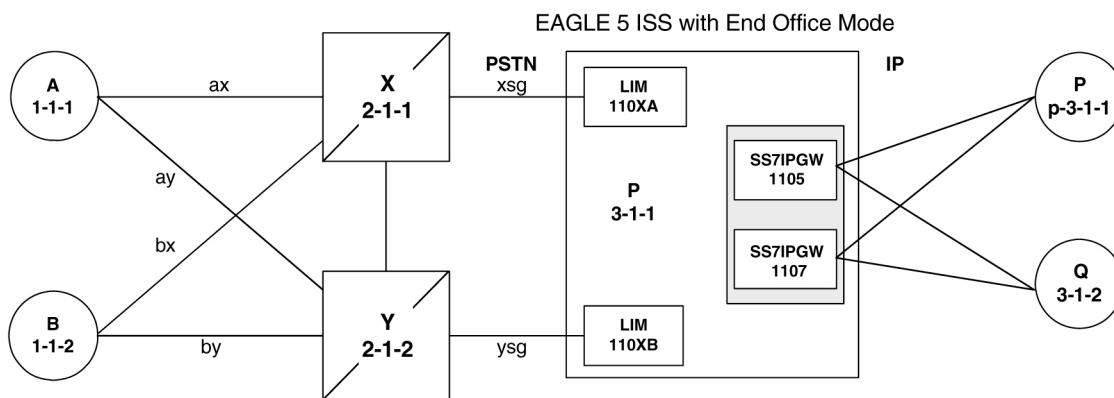 EAGLE 5 ISS with End Office Mode
A
1-1-1
ax
X
2-1-1
PSTN
xsg
LIM
110XA
IP
P
p-3-1-1
SS7IPGW
1105
ay
P
3-1-1
bx
SS7IPGW
1107
Q
3-1-2
B
1-1-2
by
Y
2-1-2
ysg
LIM
110XB